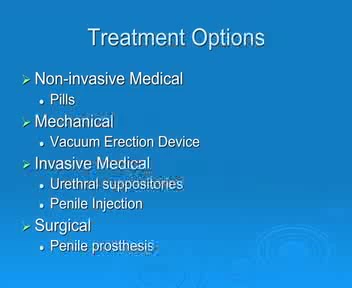 Treatment Options
Non-invasive Medical
Pills
Mechanical
Vacuum Erection Device
Invasive Medical
Urethral suppositories
Penile Injection
Surgical
Penile prosthesis